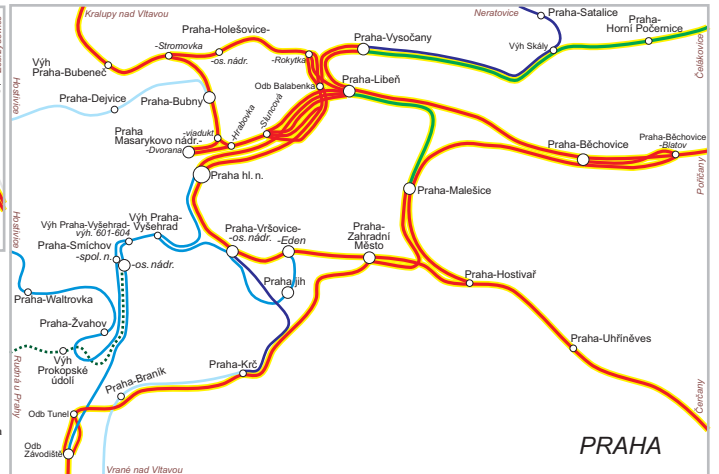 Kralupy nad Vltavou
Neratovice
Praha-Satalice
Praha-
Horní Počernice
Praha-Holešovice-
-os. nádr.
-Stromovka
Praha-Vysočany
Výh Skály
Čelákovice
-Rokytka
Výh
Praha-Bubeneč
Odb Balabenka
Praha-Libeň
Hostivice
Praha-Dejvice
Praha-Bubny
-Hrabovka
-Sluncová
Praha
Masarykovo nádr.-
-viadukt
-Dvorana
Praha-Běchovice
Praha-Běchovice
-Blatov
Poříčany
Praha hl. n.
Praha-Malešice
Hostivice
Výh Praha-Vyšehrad-
výh. 601-604
Výh Praha-
Vyšehrad
Praha-Smíchov
-spol. n.
-os. nádr.
Praha-Vršovice-
-os. nádr.
-Eden
Praha-
Zahradní
Město
Praha jih
Praha-Hostivař
Praha-Waltrovka
Praha-Žvahov
Výh
Prokopské
údolí
Praha-Uhříněves
Praha-Krč
Praha-Braník
Rudná u Prahy
Čerčany
Odb Tunel
Odb
Závodiště
PRAHA
Vrané nad Vltavou